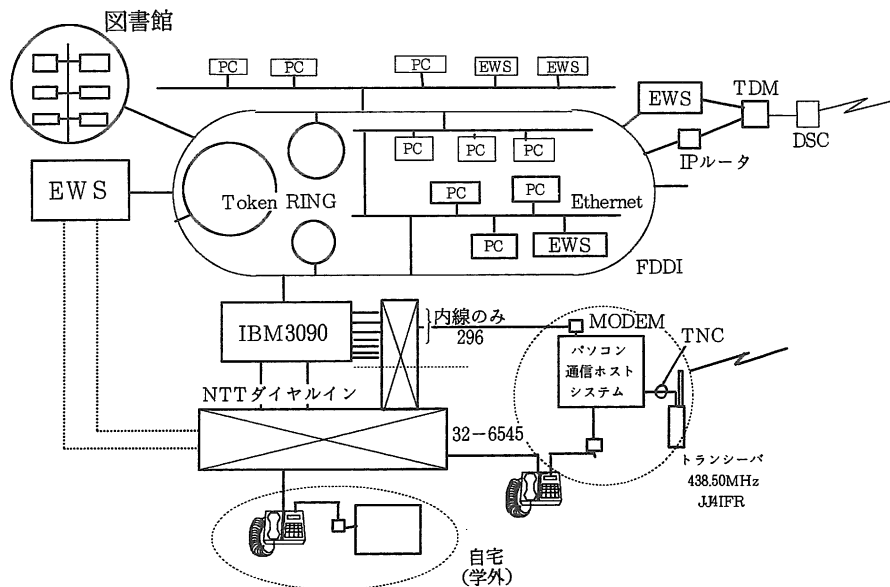 図書館
PC
PC
PC
EWS
EWS
EWS
TDM
DSC
IPルータ
PC
PC
PC
EWS
Token RING
PC
PC
Ethernet
PC
EWS
FDDI
IBM3090
内線のみ
296
MODEM
TNC
パソコン
通信ホスト
システム
NTTダイヤルイン
32-6545
トランシーバ
438.50MHz
JJ4IFR
自宅
(学外)